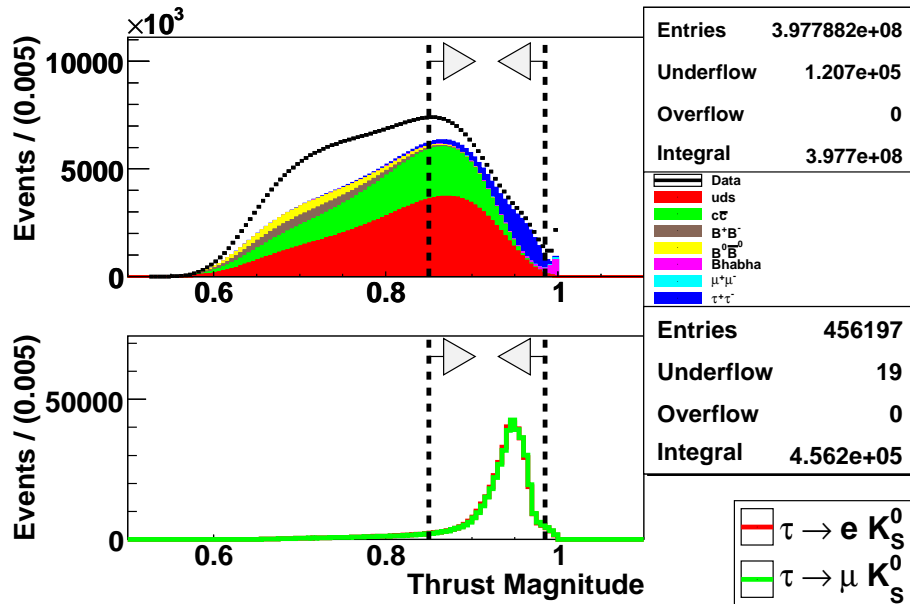 ×10³
Events / (0.005)
10000
5000
0
0.6
0.8
1
Entries 3.977882e+08
Underflow 1.207e+05
Overflow 0
Integral 3.977e+08
Data
uds
cc̅
B⁺B⁻
B⁰B̅⁰
Bhabha
μ⁺μ⁻
τ⁺τ⁻
Events / (0.005)
50000
0
0.6
0.8
1
Thrust Magnitude
Entries 456197
Underflow 19
Overflow 0
Integral 4.562e+05
τ → e K⁰_S
τ → μ K⁰_S